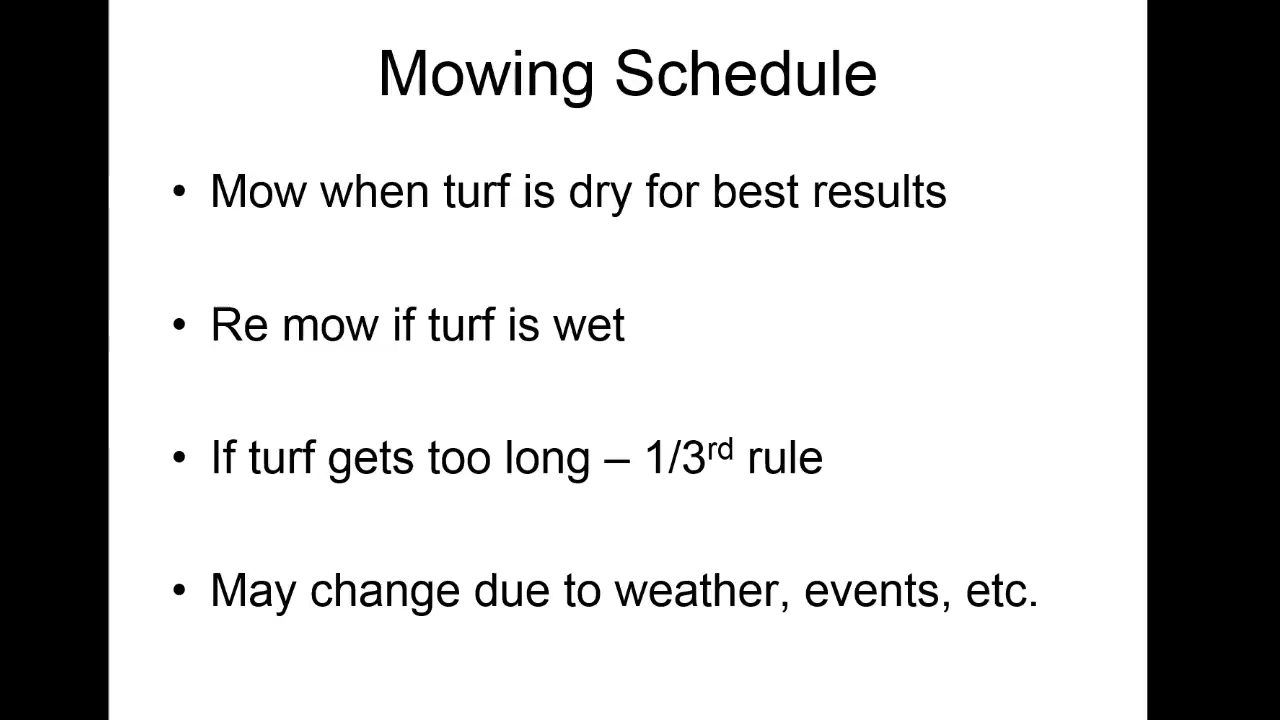 Mowing Schedule
• Mow when turf is dry for best results
• Re mow if turf is wet
• If turf gets too long – 1/3rd rule
• May change due to weather, events, etc.